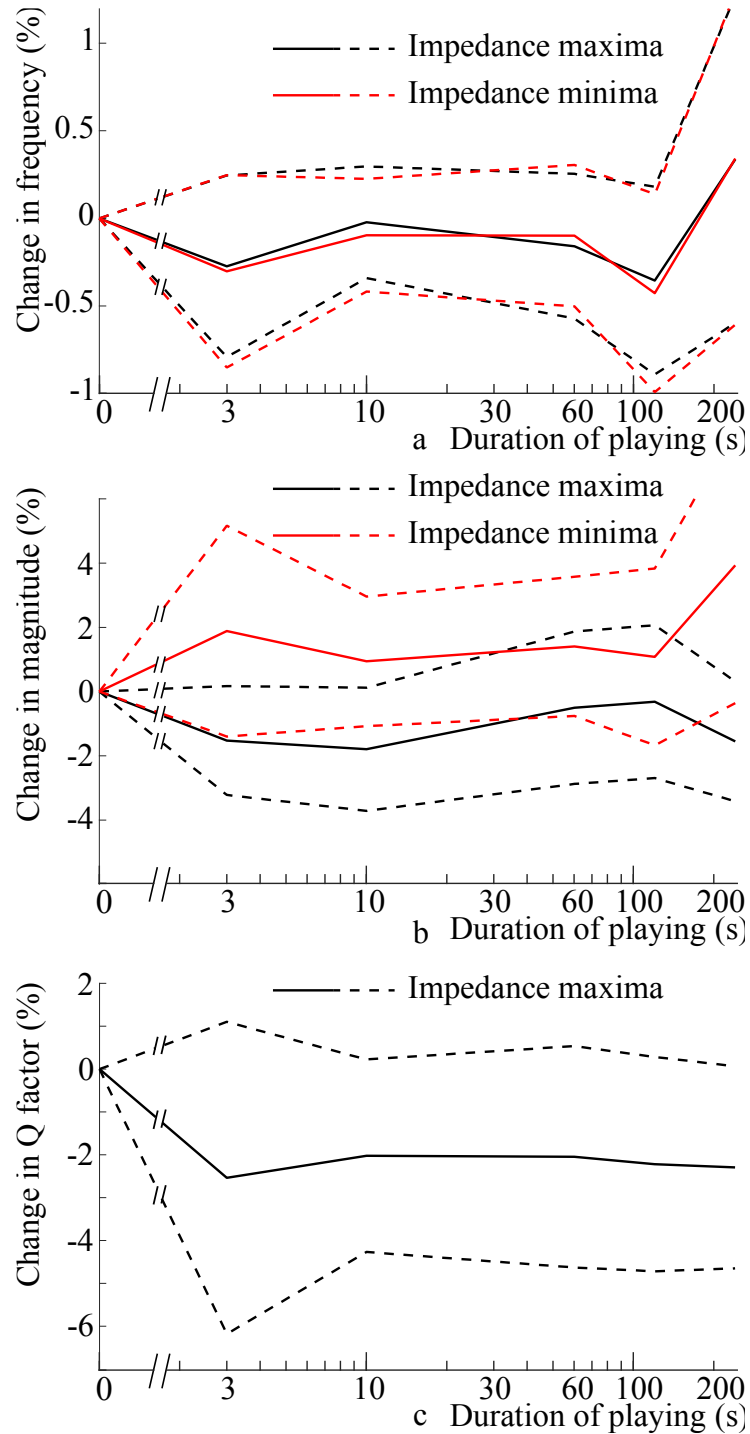 Change in frequency (%)
1
0.5
0
-0.5
-1
Impedance maxima
Impedance minima
0 3 10 30 60 100 200
a Duration of playing (s)
Change in magnitude (%)
4
2
0
-2
-4
Impedance maxima
Impedance minima
0 3 10 30 60 100 200
b Duration of playing (s)
Change in Q factor (%)
2
0
-2
-4
-6
Impedance maxima
0 3 10 30 60 100 200
c Duration of playing (s)